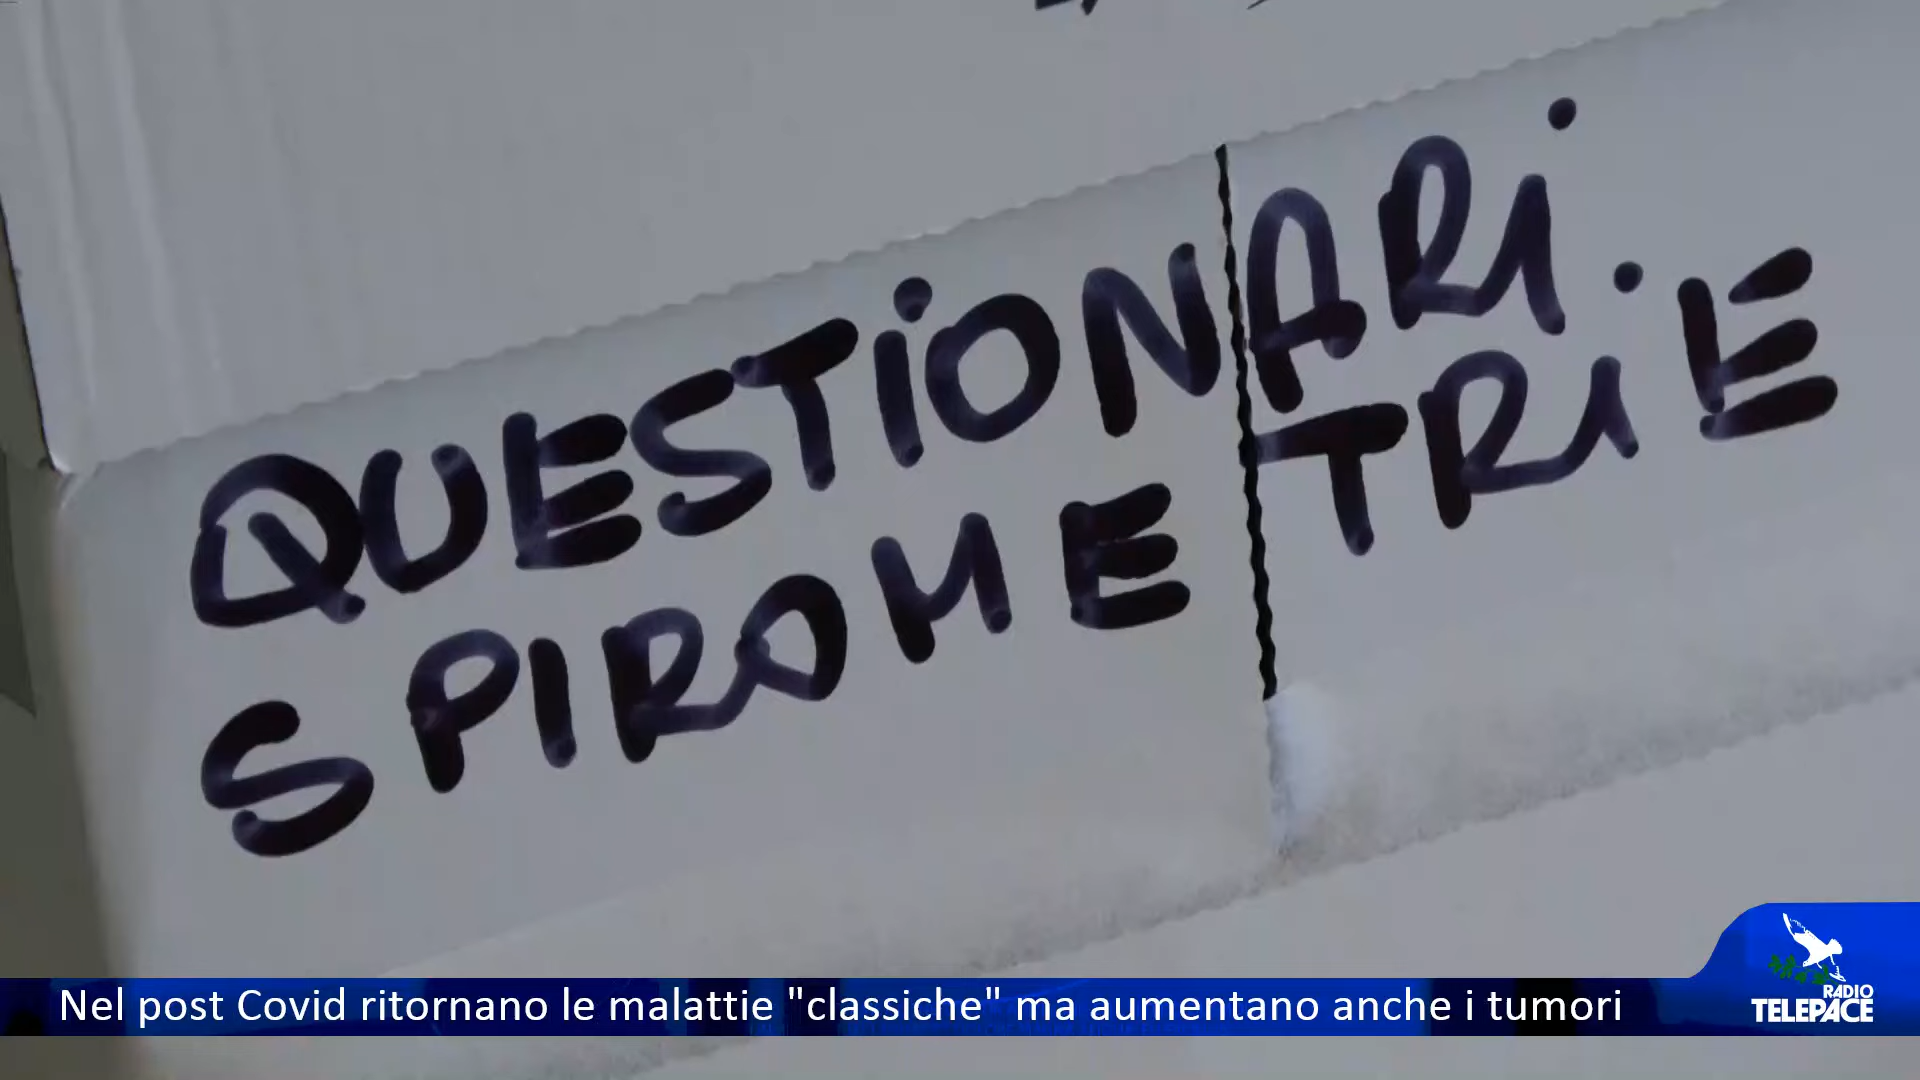 QUESTIONARI.
SPIROMETRIE
Nel post Covid ritornano le malattie "classiche" ma aumentano anche i tumori
RADIO
TELEPACE